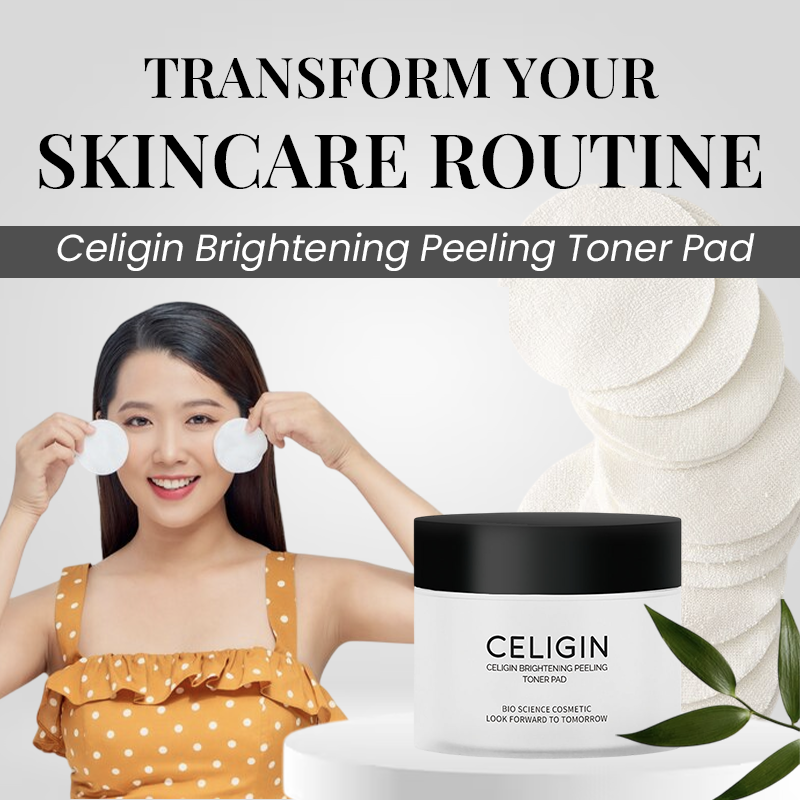 TRANSFORM YOUR
SKINCARE ROUTINE
Celigin Brightening Peeling Toner Pad
CELIGIN
CELIGIN BRIGHTENING PEELING
TONER PAD
BIO SCIENCE COSMETIC
LOOK FORWARD TO TOMORROW